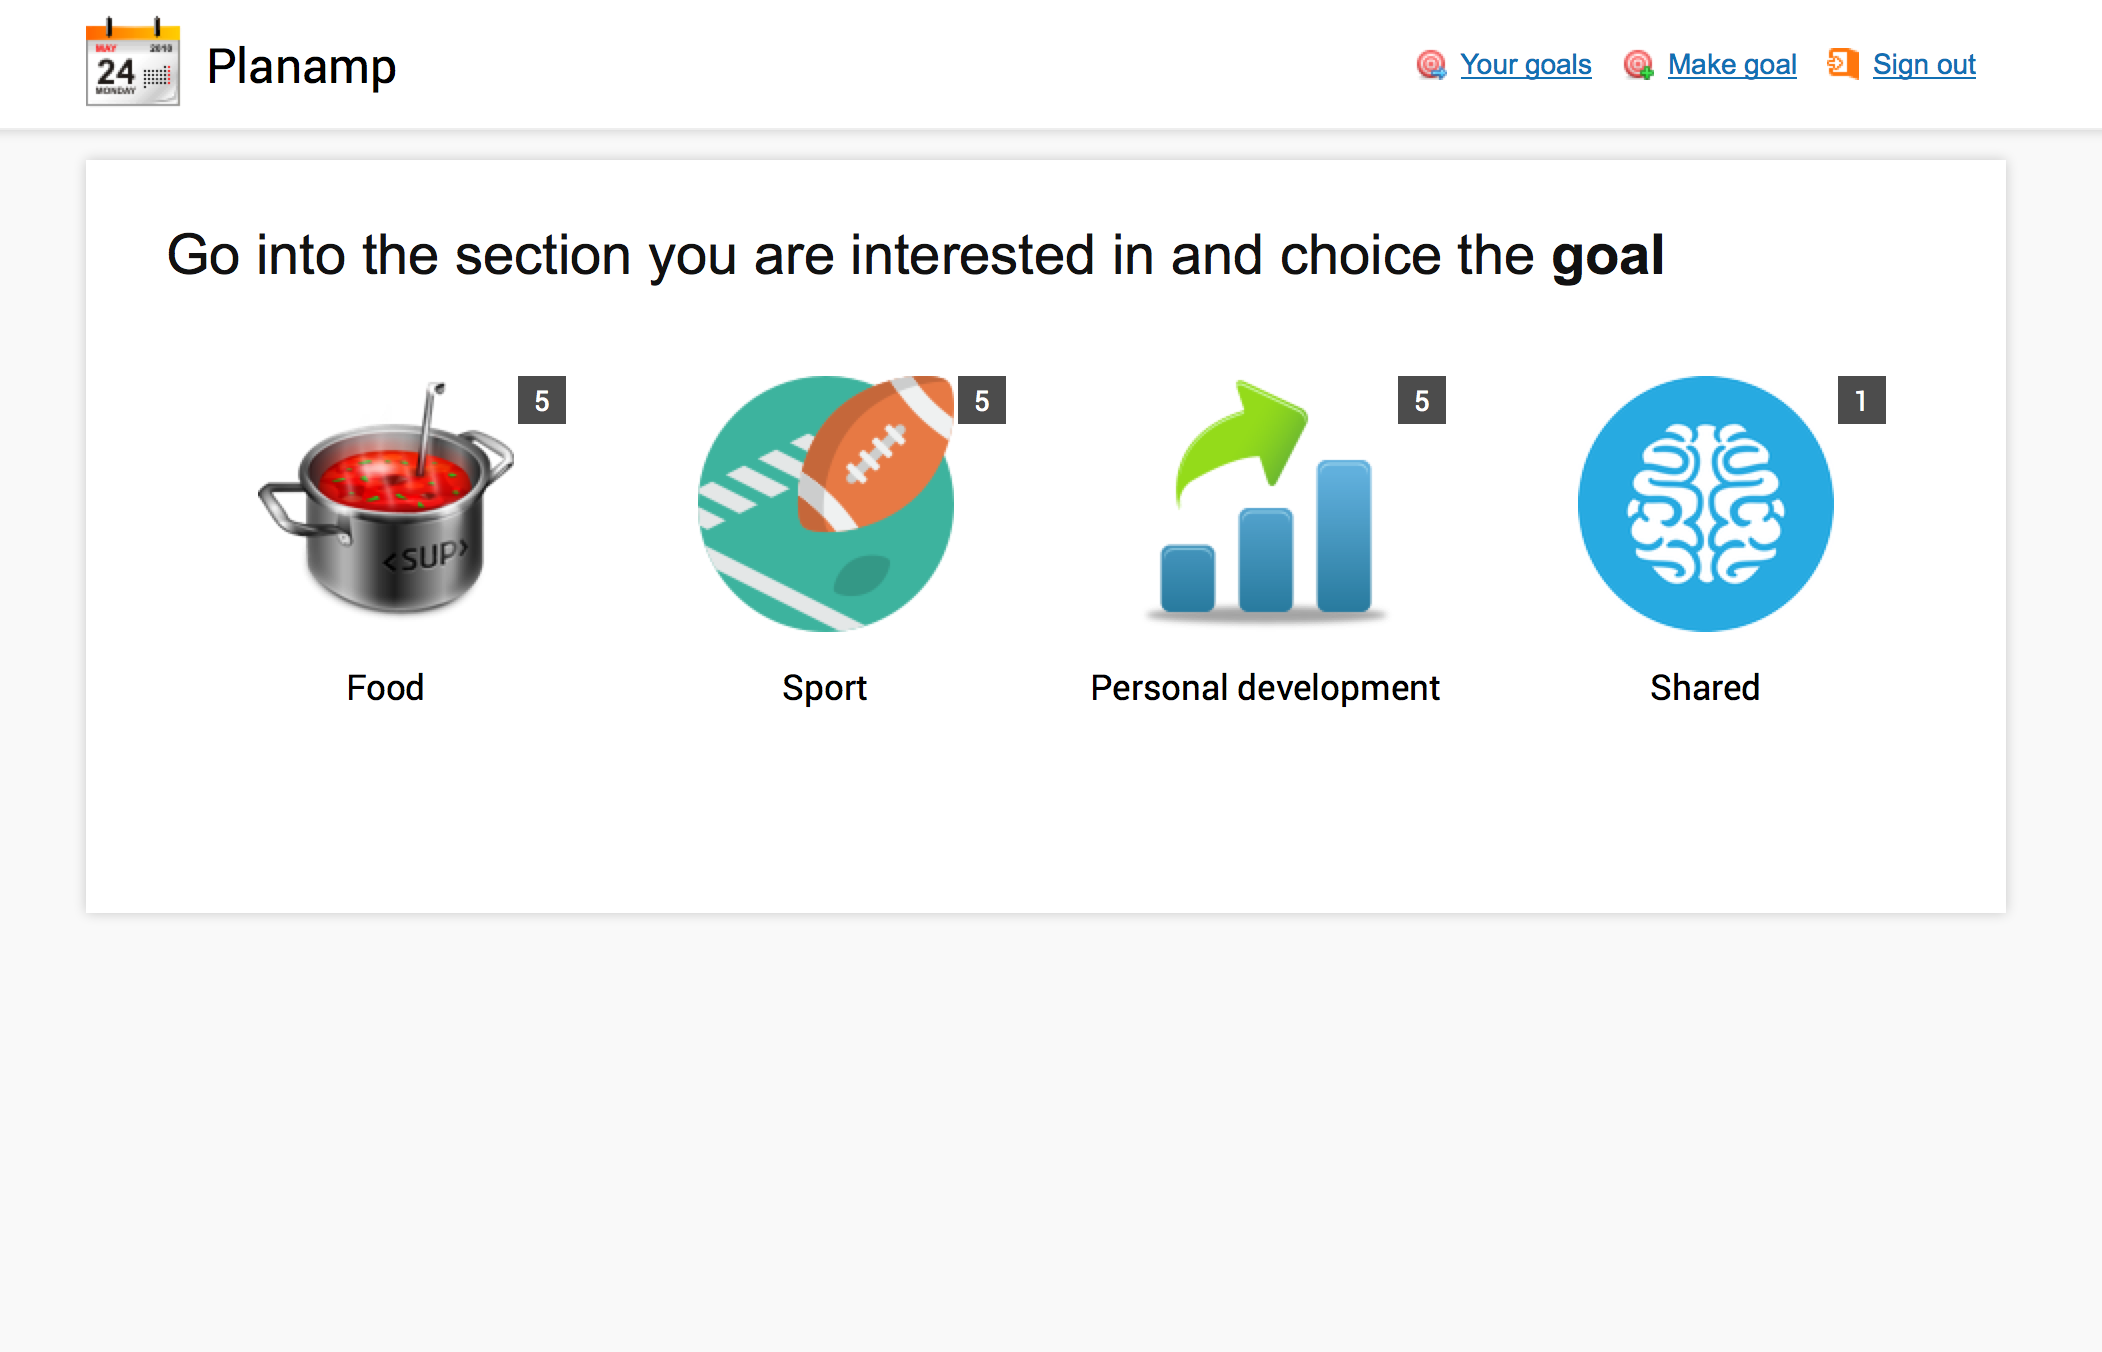 MAY 2010
24
MONDAY
Planamp
Your goals
Make goal
Sign out
Go into the section you are interested in and choice the goal
5
5
5
1
<SUP>
Food
Sport
Personal development
Shared